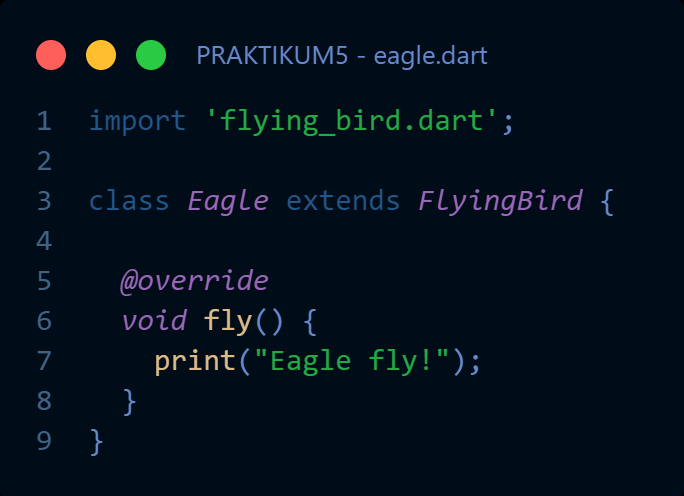 PRAKTIKUM5 - eagle.dart
1 import 'flying_bird.dart';
2
3 class Eagle extends FlyingBird {
4
5   @override
6   void fly() {
7     print("Eagle fly!");
8   }
9 }